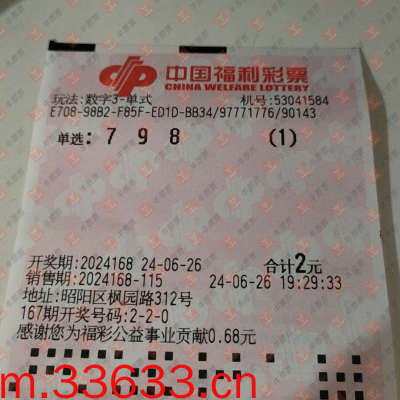 中国福利彩票
CHINA WELFARE LOTTERY
玩法:数字3-单式 机号:53041584
E708-98B2-F85F-ED1D-BB34/97771776/90143
单选: 7 9 8 (1)
开奖期:2024168 24-06-26 合计2元
销售期:2024168-115 24-06-26 19:29:33
地址:昭阳区枫园路312号
167期开奖号码:2-2-0
感谢您为福彩公益事业贡献0.68元
m.33633.cn